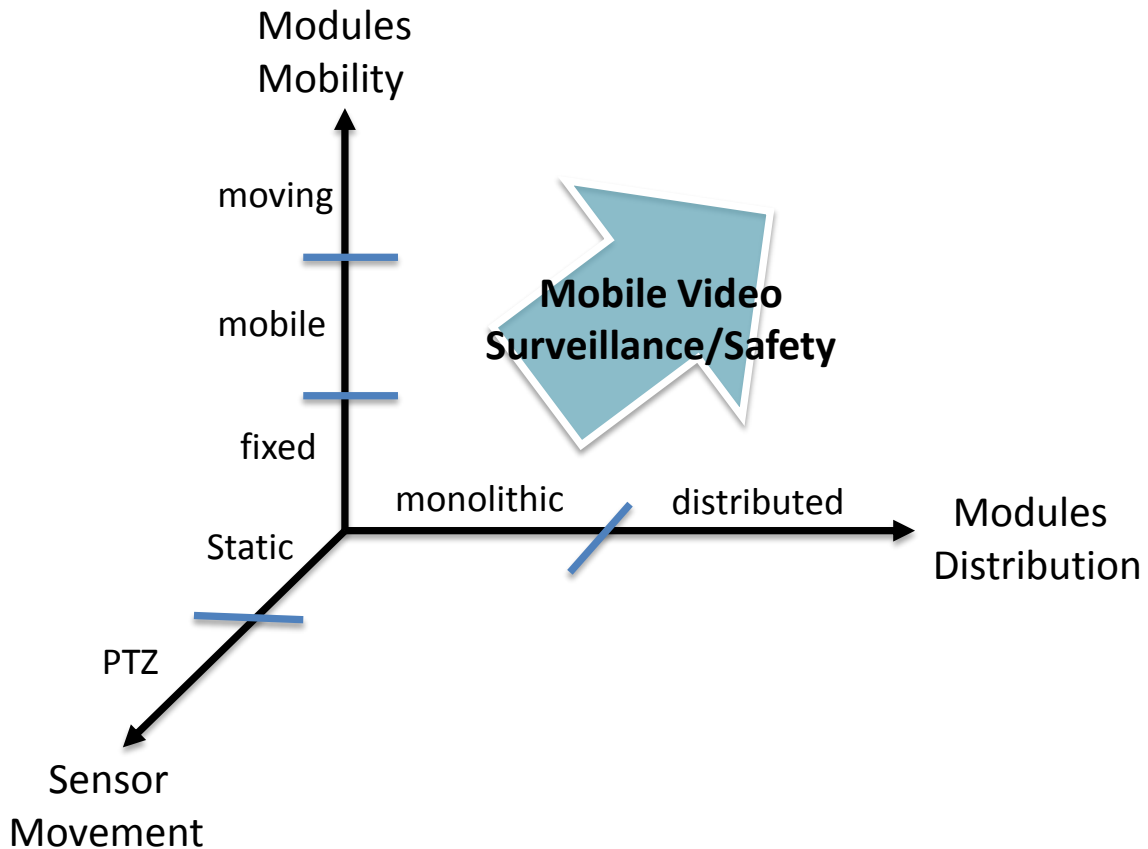 Modules
Mobility
moving
mobile
Mobile Video
Surveillance/Safety
fixed
monolithic
distributed
Modules
Distribution
Static
PTZ
Sensor
Movement